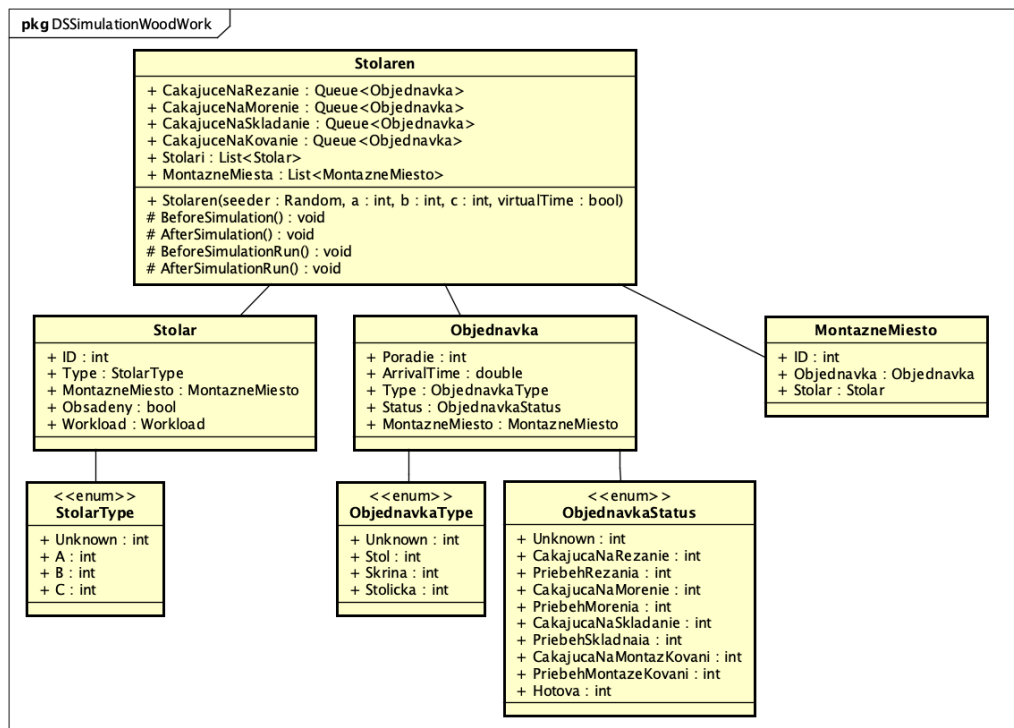 pkg DSSimulationWoodWork
Stolaren
+ CakajuceNaRezanie : Queue<Objednavka>
+ CakajuceNaMorenie : Queue<Objednavka>
+ CakajuceNaSkladanie : Queue<Objednavka>
+ CakajuceNaKovanie : Queue<Objednavka>
+ Stolari : List<Stolar>
+ MontazneMiesta : List<MontazneMiesto>
+ Stolaren(seeder : Random, a : int, b : int, c : int, virtualTime : bool)
# BeforeSimulation() : void
# AfterSimulation() : void
# BeforeSimulationRun() : void
# AfterSimulationRun() : void
Stolar
+ ID : int
+ Type : StolarType
+ MontazneMiesto : MontazneMiesto
+ Obsadeny : bool
+ Workload : Workload
Objednavka
+ Poradie : int
+ ArrivalTime : double
+ Type : ObjednavkaType
+ Status : ObjednavkaStatus
+ MontazneMiesto : MontazneMiesto
MontazneMiesto
+ ID : int
+ Objednavka : Objednavka
+ Stolar : Stolar
<<enum>>
StolarType
+ Unknown : int
+ A : int
+ B : int
+ C : int
<<enum>>
ObjednavkaType
+ Unknown : int
+ Stol : int
+ Skrina : int
+ Stolicka : int
<<enum>>
ObjednavkaStatus
+ Unknown : int
+ CakajucaNaRezanie : int
+ PriebehRezania : int
+ CakajucaNaMorenie : int
+ PriebehMorenia : int
+ CakajucaNaSkladanie : int
+ PriebehSkladnaia : int
+ CakajucaNaMontazKovani : int
+ PriebehMontazeKovani : int
+ Hotova : int